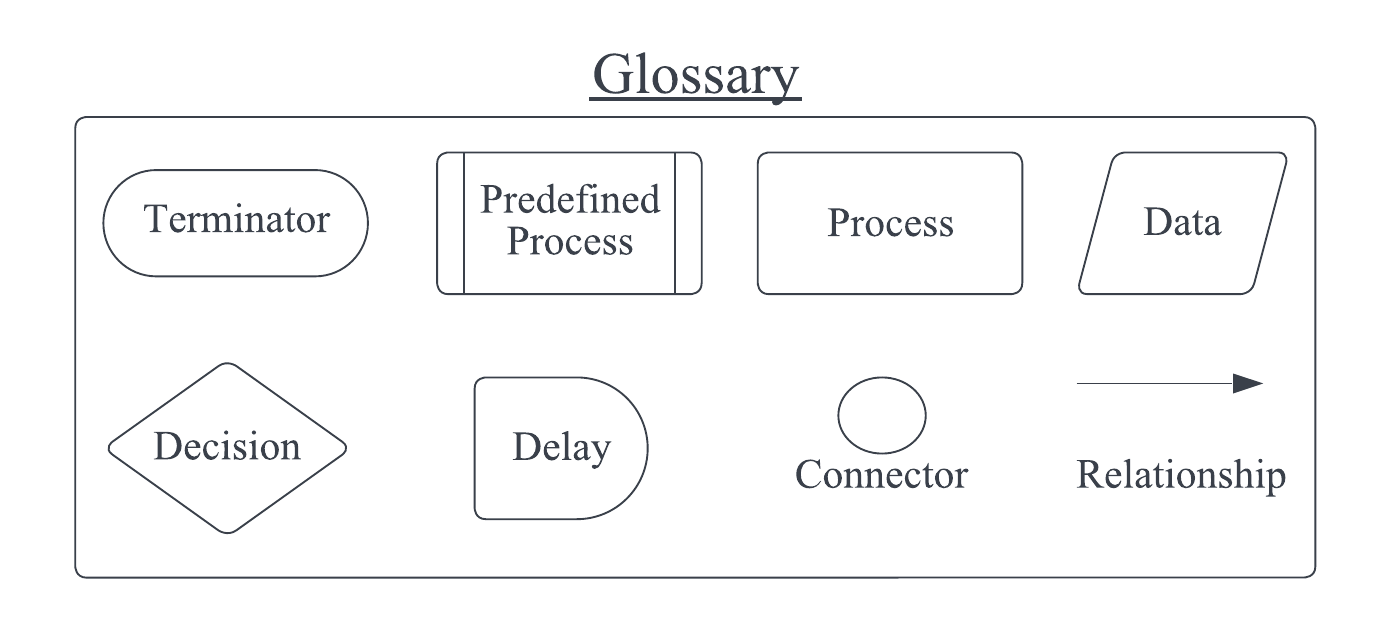 Glossary
Terminator
Predefined
Process
Process
Data
Decision
Delay
Connector
Relationship